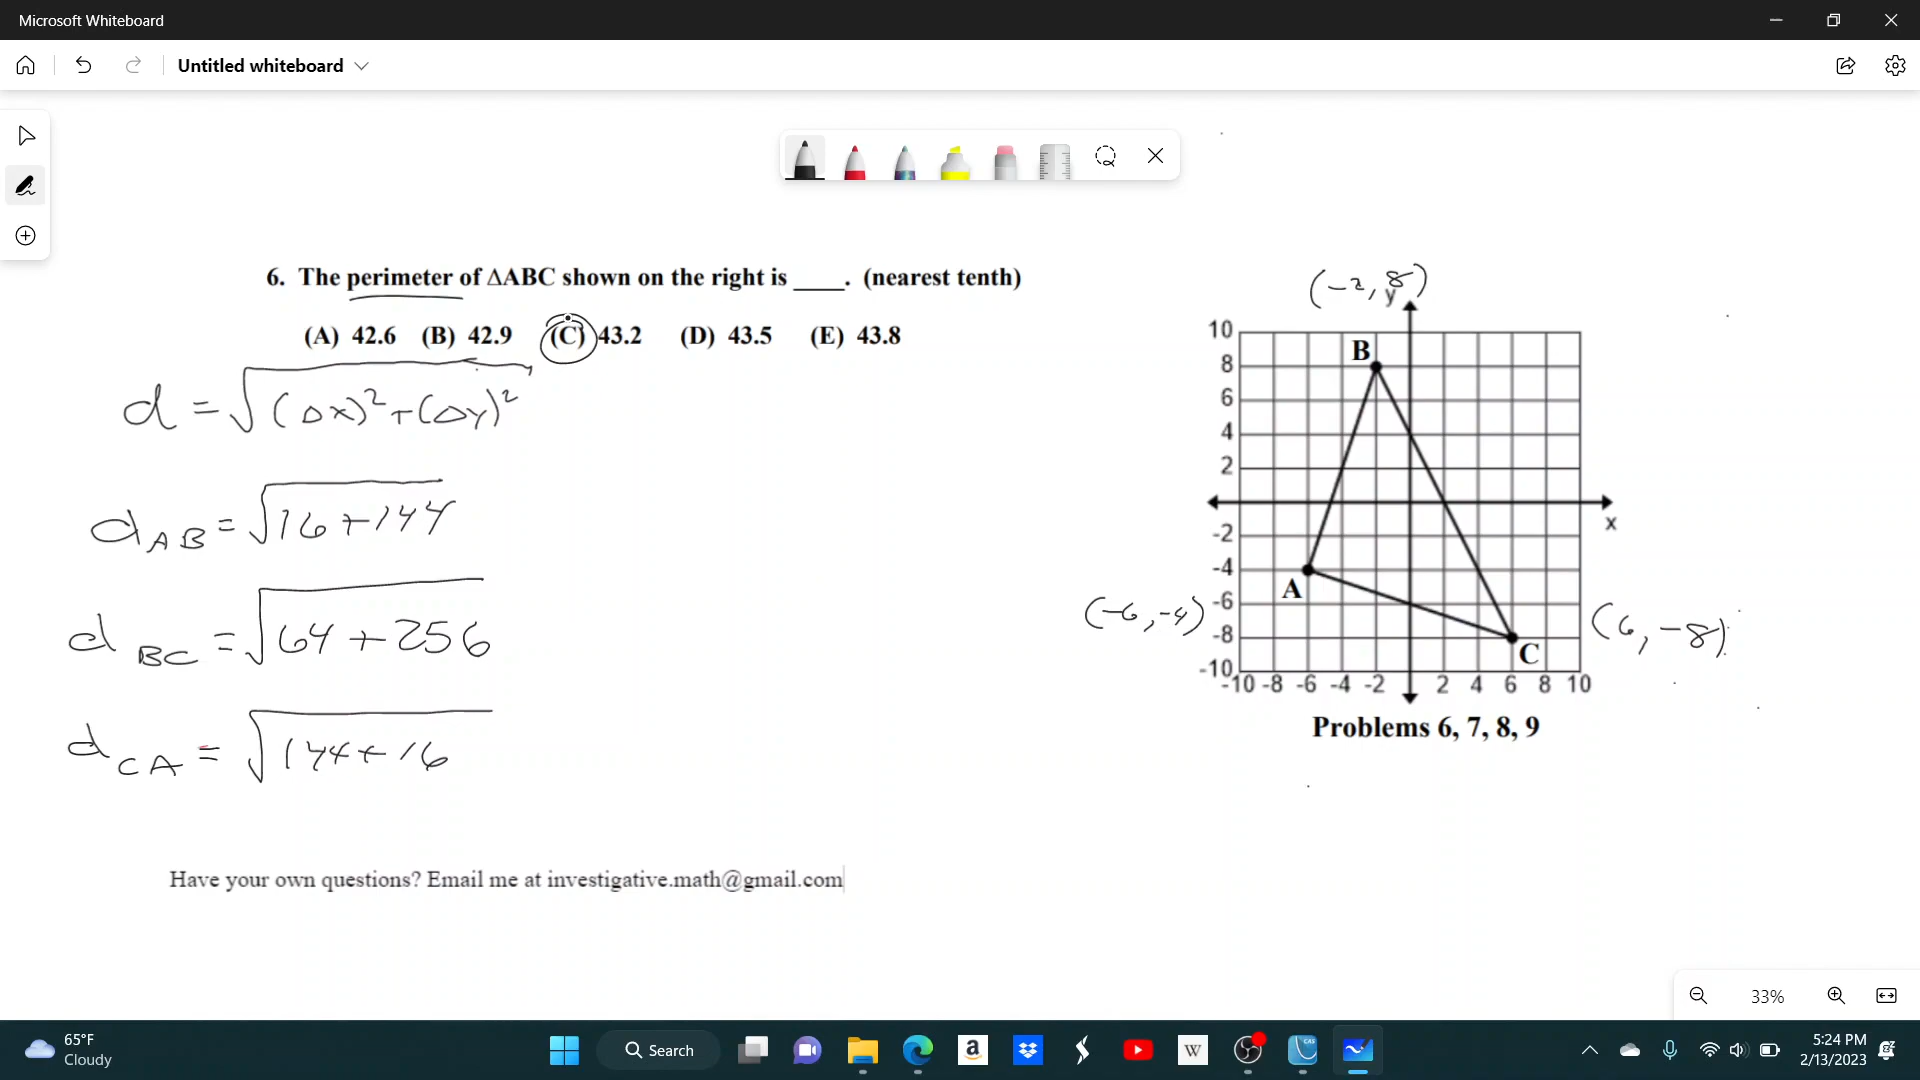 Microsoft Whiteboard
Untitled whiteboard
6. The perimeter of ΔABC shown on the right is ____. (nearest tenth)
(A) 42.6 (B) 42.9 (C) 43.2 (D) 43.5 (E) 43.8
d = √(Δx)² + (Δy)²
d AB = √16 + 144
d BC = √64 + 256
d CA = √144 + 16
(-2, 8)
y
10
8
6
4
2
-2
-4
-6
-8
-10
B
A
C
x
(-6, -4)
(6, -8)
-10 -8 -6 -4 -2 2 4 6 8 10
Problems 6, 7, 8, 9
Have your own questions? Email me at investigative.math@gmail.com
33%
65°F
Cloudy
Search
a
W
CAS
5:24 PM
2/13/2023